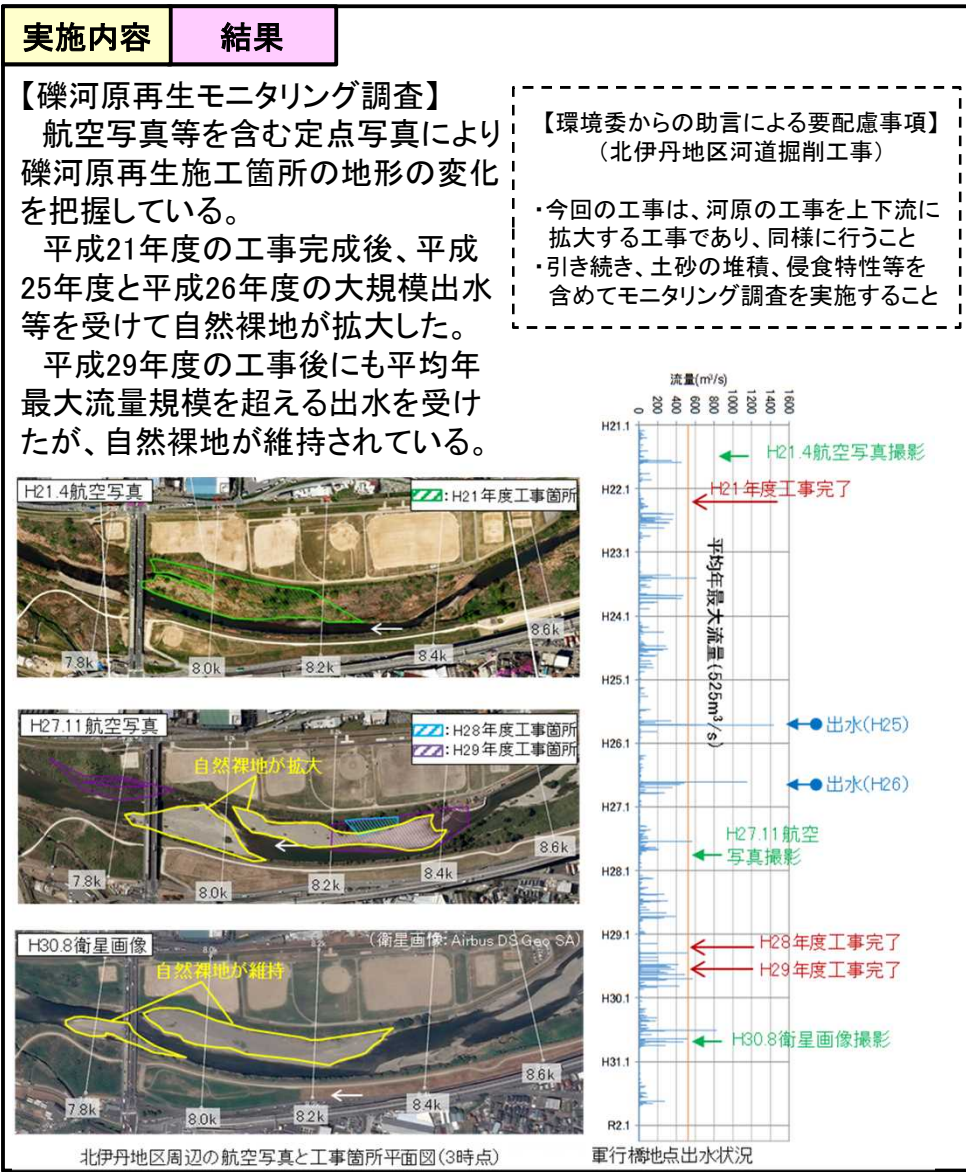 実施内容
結果
【礫河原再生モニタリング調査】
航空写真等を含む定点写真により
礫河原再生施工箇所の地形の変化
を把握している。
平成21年度の工事完成後、平成
25年度と平成26年度の大規模出水
等を受けて自然裸地が拡大した。
平成29年度の工事後にも平均年
最大流量規模を超える出水を受け
たが、自然裸地が維持されている。
【環境委からの助言による要配慮事項】
（北伊丹地区河道掘削工事）
・今回の工事は、河原の工事を上下流に
拡大する工事であり、同様に行うこと
・引き続き、土砂の堆積、侵食特性等を
含めてモニタリング調査を実施すること
H21.4航空写真
：H21年度工事箇所
7.8k
8.0k
8.2k
8.4k
8.6k
H27.11航空写真
：H28年度工事箇所
：H29年度工事箇所
自然裸地が拡大
7.8k
8.0k
8.2k
8.4k
8.6k
H30.8衛星画像
（衛星画像：Airbus DS Geo SA）
自然裸地が維持
7.8k
8.0k
8.2k
8.4k
8.6k
北伊丹地区周辺の航空写真と工事箇所平面図（3時点）
流量(m³/s)
0
200
400
600
800
1000
1200
1400
1600
H21.1
H22.1
H23.1
H24.1
H25.1
H26.1
H27.1
H28.1
H29.1
H30.1
H31.1
R2.1
H21.4航空写真撮影
H21年度工事完了
平均年最大流量（525m³/s）
出水(H25)
出水(H26)
H27.11航空
写真撮影
H28年度工事完了
H29年度工事完了
H30.8衛星画像撮影
軍行橋地点出水状況